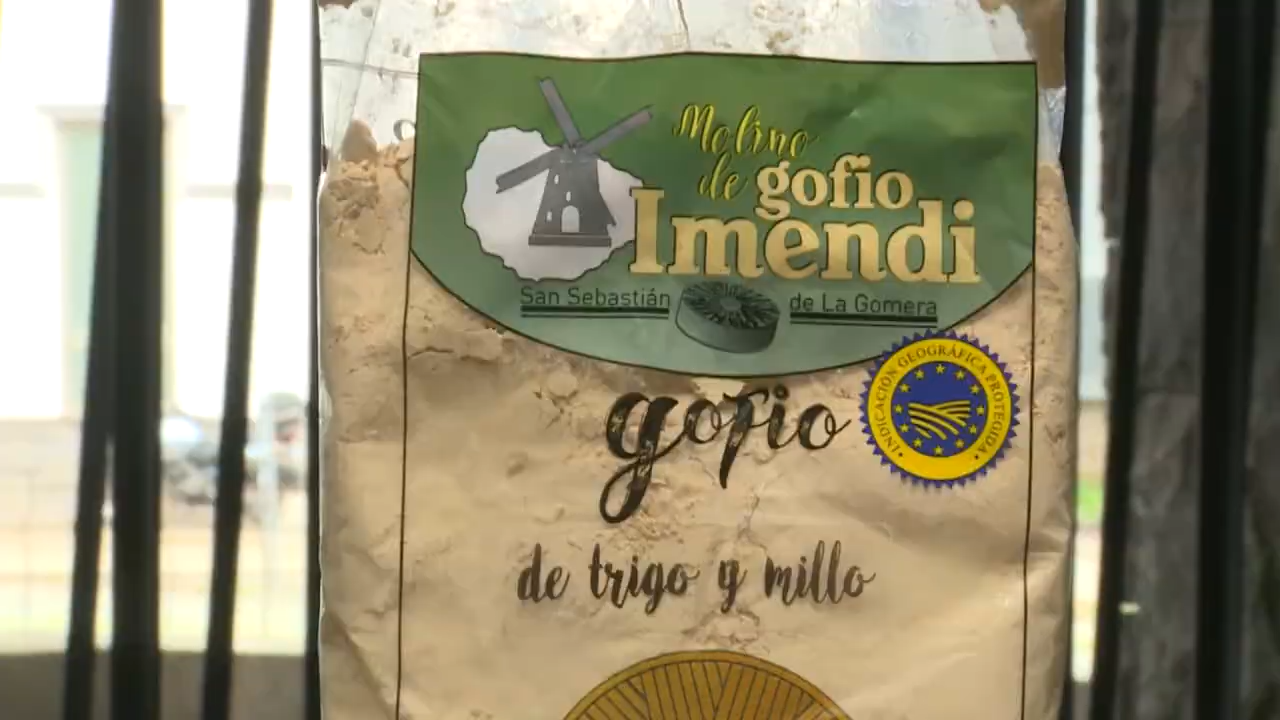 Molino
de gofio
Imendi
San Sebastián de La Gomera
INDICACIÓN GEOGRÁFICA PROTEGIDA
gofio
de trigo y millo